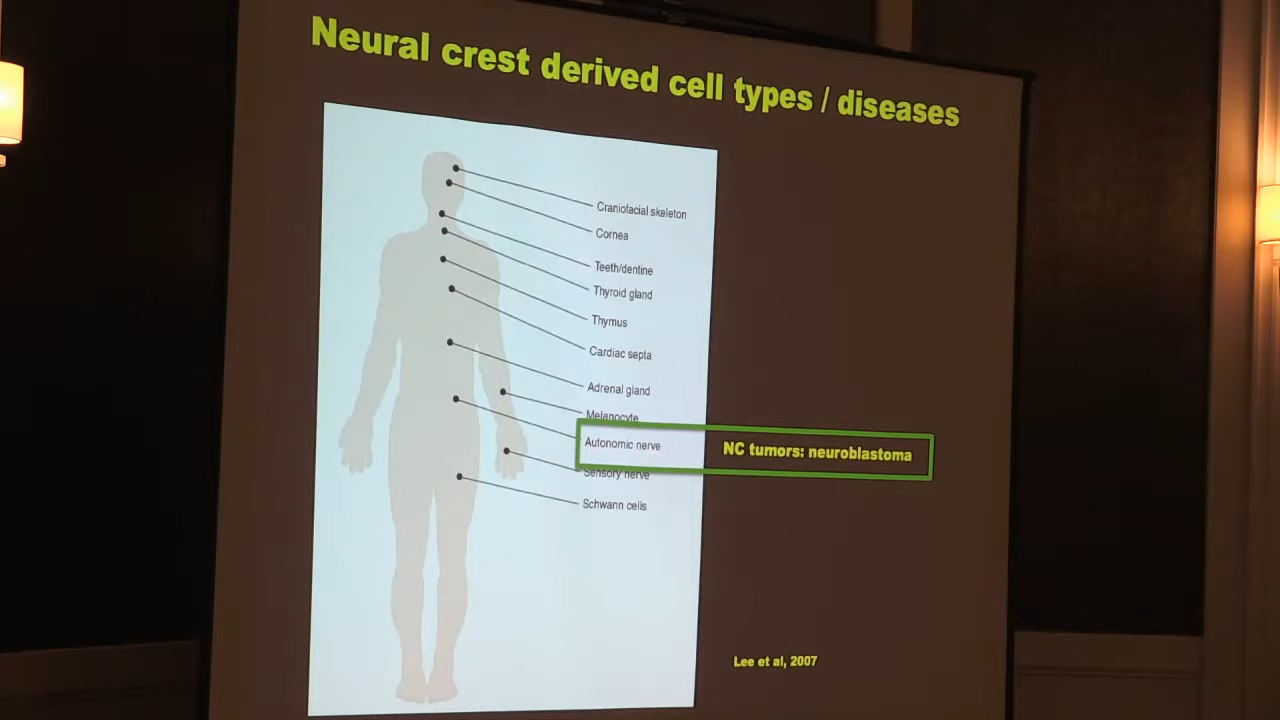 Neural crest derived cell types / diseases
Craniofacial skeleton
Cornea
Teeth/dentine
Thyroid gland
Thymus
Cardiac septa
Adrenal gland
Melanocyte
Autonomic nerve
NC tumors: neuroblastoma
Sensory nerve
Schwann cells
Lee et al, 2007